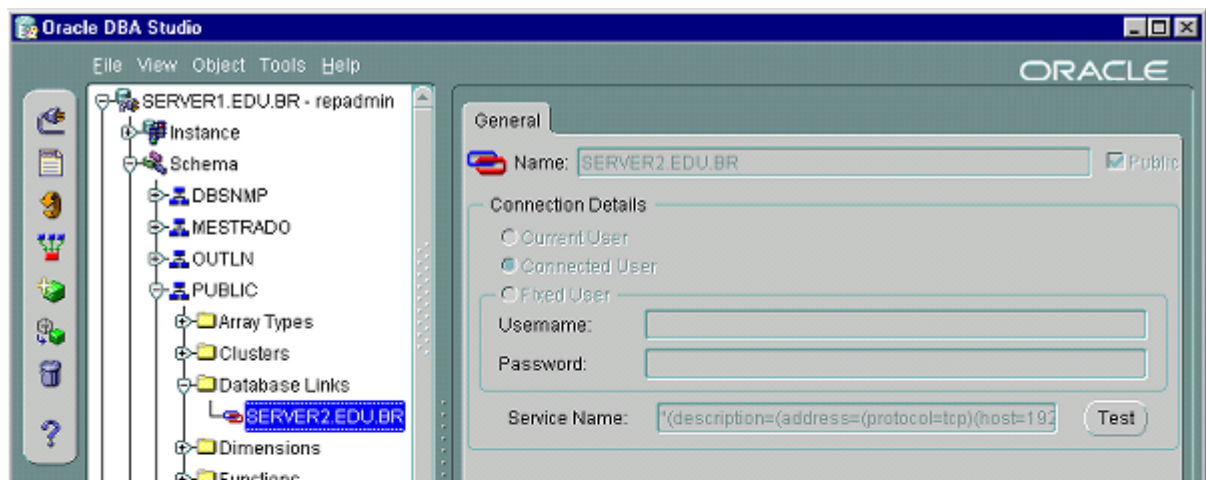 Oracle DBA Studio
File View Object Tools Help
ORACLE
SERVER1.EDU.BR - repadmin
Instance
Schema
DBSNMP
MESTRADO
OUTLN
PUBLIC
Array Types
Clusters
Database Links
SERVER2.EDU.BR
Dimensions
Functions
?
General
Name: SERVER2.EDU.BR Public
Connection Details
Current User
Connected User
Fixed User
Username:
Password:
Service Name: "(description=(address=(protocol=tcp)(host=192 Test